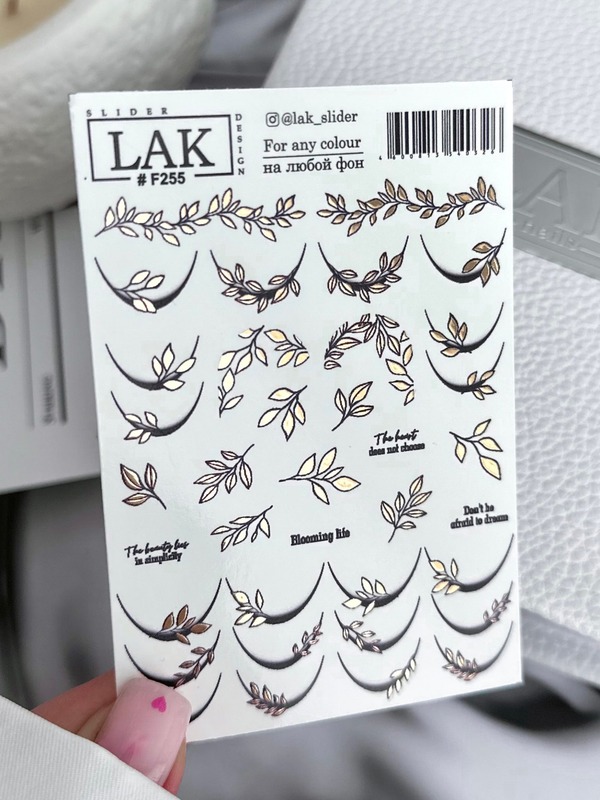 SLIDER
LAK
DESIGN
# F255
@lak_slider
For any colour
на любой фон
The heart
does not choose
Don't be
afraid to dream
Blooming life
The beauty lies
in simplicity